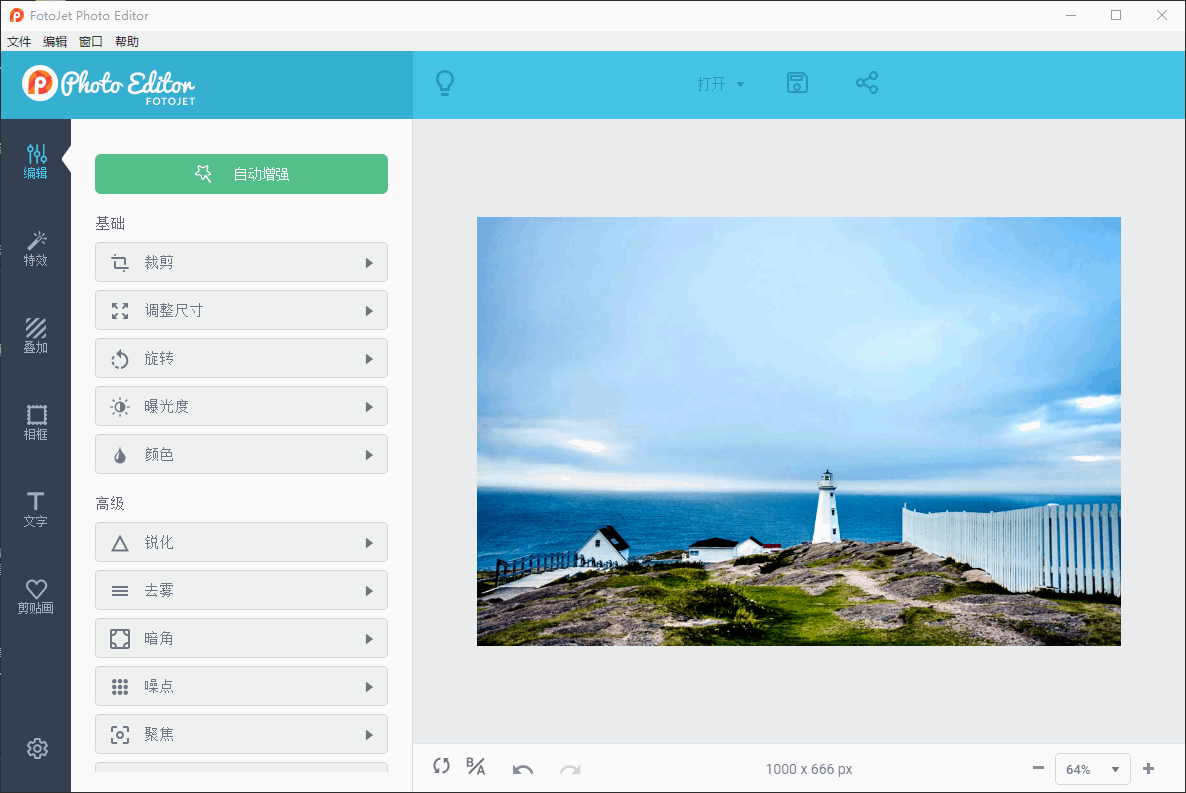 FotoJet Photo Editor
文件 编辑 窗口 帮助
Photo Editor
FOTOJET
打开
编辑
特效
叠加
相框
文字
剪贴画
自动增强
基础
裁剪
调整尺寸
旋转
曝光度
颜色
高级
锐化
去雾
暗角
噪点
聚焦
B/A
1000 x 666 px
64%